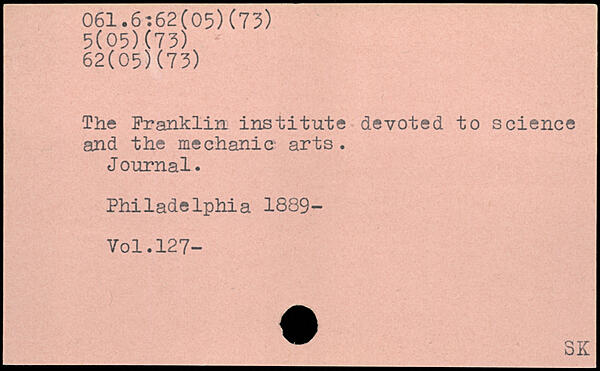 061.6:62(05)(73)
5(05)(73)
62(05)(73)
The Franklin institute devoted to science
and the mechanic arts.
Journal.
Philadelphia 1889-
Vol.127-
SK